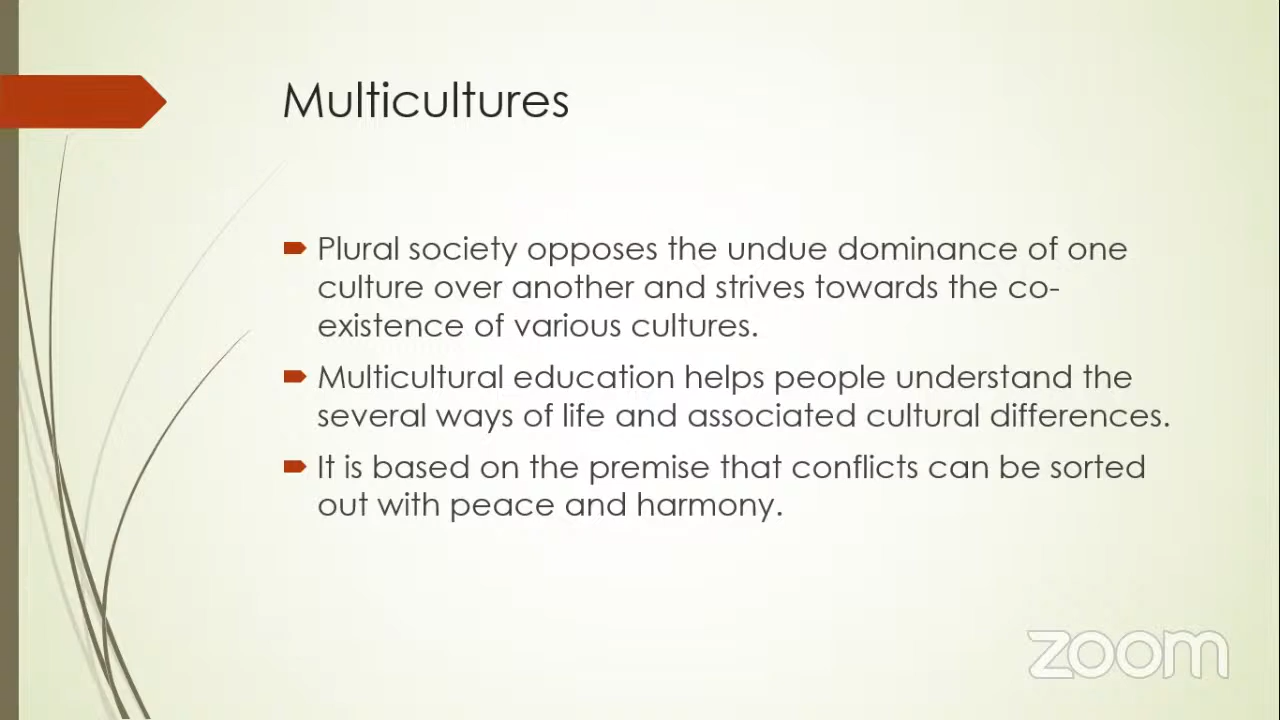 Multicultures
Plural society opposes the undue dominance of one
culture over another and strives towards the co-
existence of various cultures.
Multicultural education helps people understand the
several ways of life and associated cultural differences.
It is based on the premise that conflicts can be sorted
out with peace and harmony.
zoom